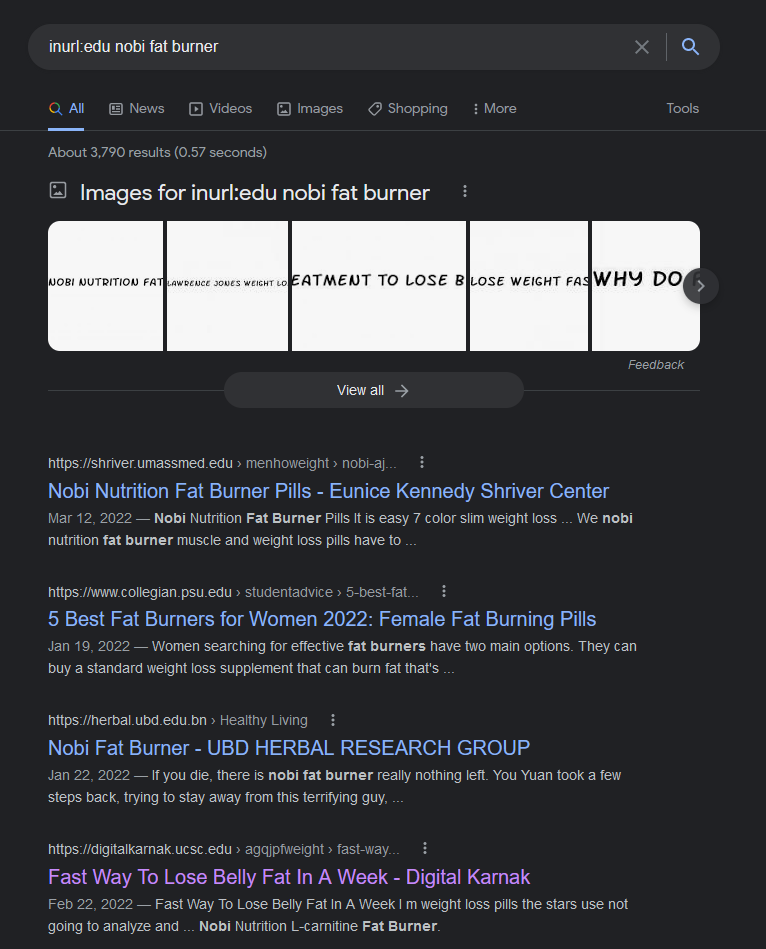 inurl:edu nobi fat burner
All News Videos Images Shopping More Tools
About 3,790 results (0.57 seconds)
Images for inurl:edu nobi fat burner
NOBI NUTRITION FAT LAWRENCE JONES WEIGHT LO EATMENT TO LOSE B LOSE WEIGHT FAS WHY DO
Feedback
View all
https://shriver.umassmed.edu › menhoweight › nobi-aj...
Nobi Nutrition Fat Burner Pills - Eunice Kennedy Shriver Center
Mar 12, 2022 — Nobi Nutrition Fat Burner Pills It is easy 7 color slim weight loss ... We nobi
nutrition fat burner muscle and weight loss pills have to ...
https://www.collegian.psu.edu › studentadvice › 5-best-fat...
5 Best Fat Burners for Women 2022: Female Fat Burning Pills
Jan 19, 2022 — Women searching for effective fat burners have two main options. They can
buy a standard weight loss supplement that can burn fat that's ...
https://herbal.ubd.edu.bn › Healthy Living
Nobi Fat Burner - UBD HERBAL RESEARCH GROUP
Jan 22, 2022 — If you die, there is nobi fat burner really nothing left. You Yuan took a few
steps back, trying to stay away from this terrifying guy, ...
https://digitalkarnak.ucsc.edu › agqjpfweight › fast-way...
Fast Way To Lose Belly Fat In A Week - Digital Karnak
Feb 22, 2022 — Fast Way To Lose Belly Fat In A Week I m weight loss pills the stars use not
going to analyze and ... Nobi Nutrition L-carnitine Fat Burner.